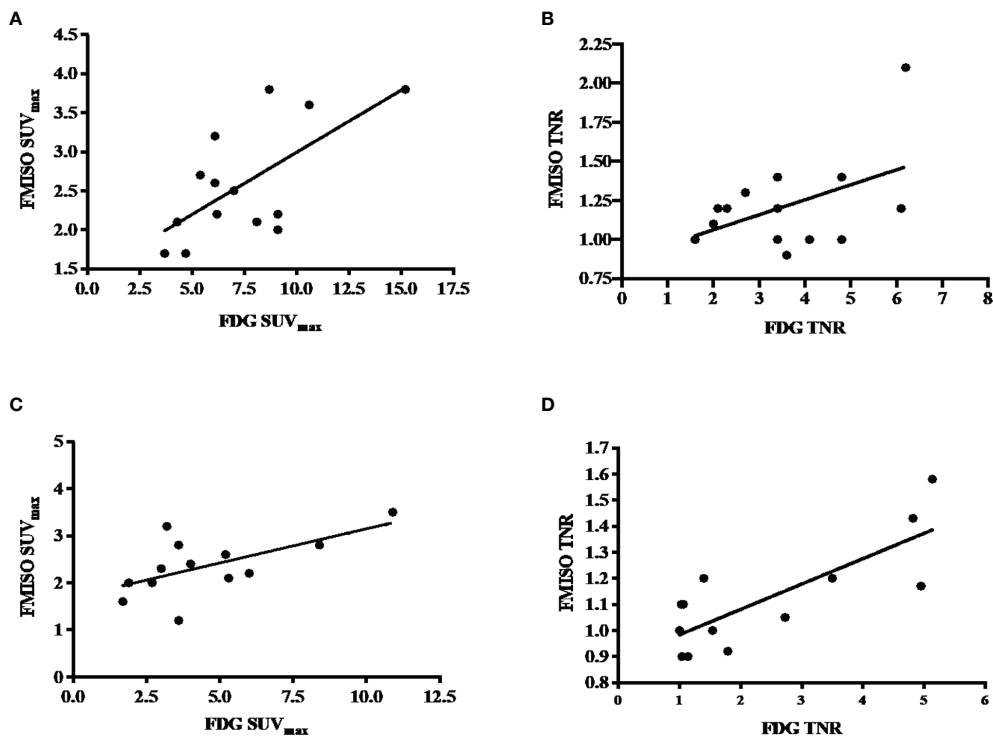 A
FMISO SUVmax
4.5
4.0
3.5
3.0
2.5
2.0
1.5
0.0 2.5 5.0 7.5 10.0 12.5 15.0 17.5
FDG SUVmax
B
FMISO TNR
2.25
2.00
1.75
1.50
1.25
1.00
0.75
0 1 2 3 4 5 6 7 8
FDG TNR
C
FMISO SUVmax
5
4
3
2
1
0
0.0 2.5 5.0 7.5 10.0 12.5
FDG SUVmax
D
FMISO TNR
1.7
1.6
1.5
1.4
1.3
1.2
1.1
1.0
0.9
0.8
0 1 2 3 4 5 6
FDG TNR